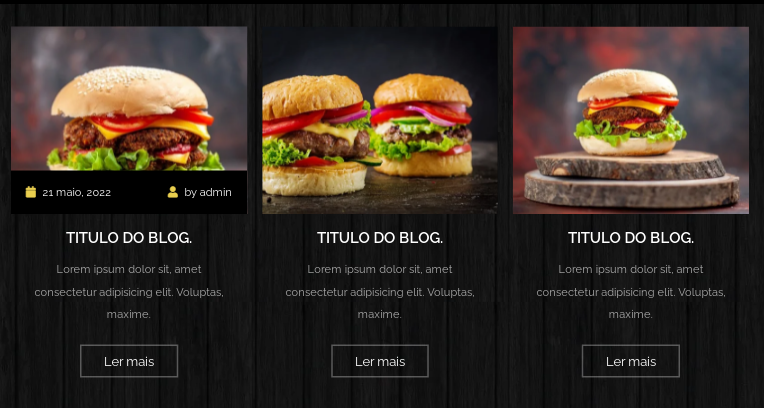 21 maio, 2022 by admin
TITULO DO BLOG.
Lorem ipsum dolor sit, amet
consectetur adipisicing elit. Voluptas,
maxime.
Ler mais
TITULO DO BLOG.
Lorem ipsum dolor sit, amet
consectetur adipisicing elit. Voluptas,
maxime.
Ler mais
TITULO DO BLOG.
Lorem ipsum dolor sit, amet
consectetur adipisicing elit. Voluptas,
maxime.
Ler mais